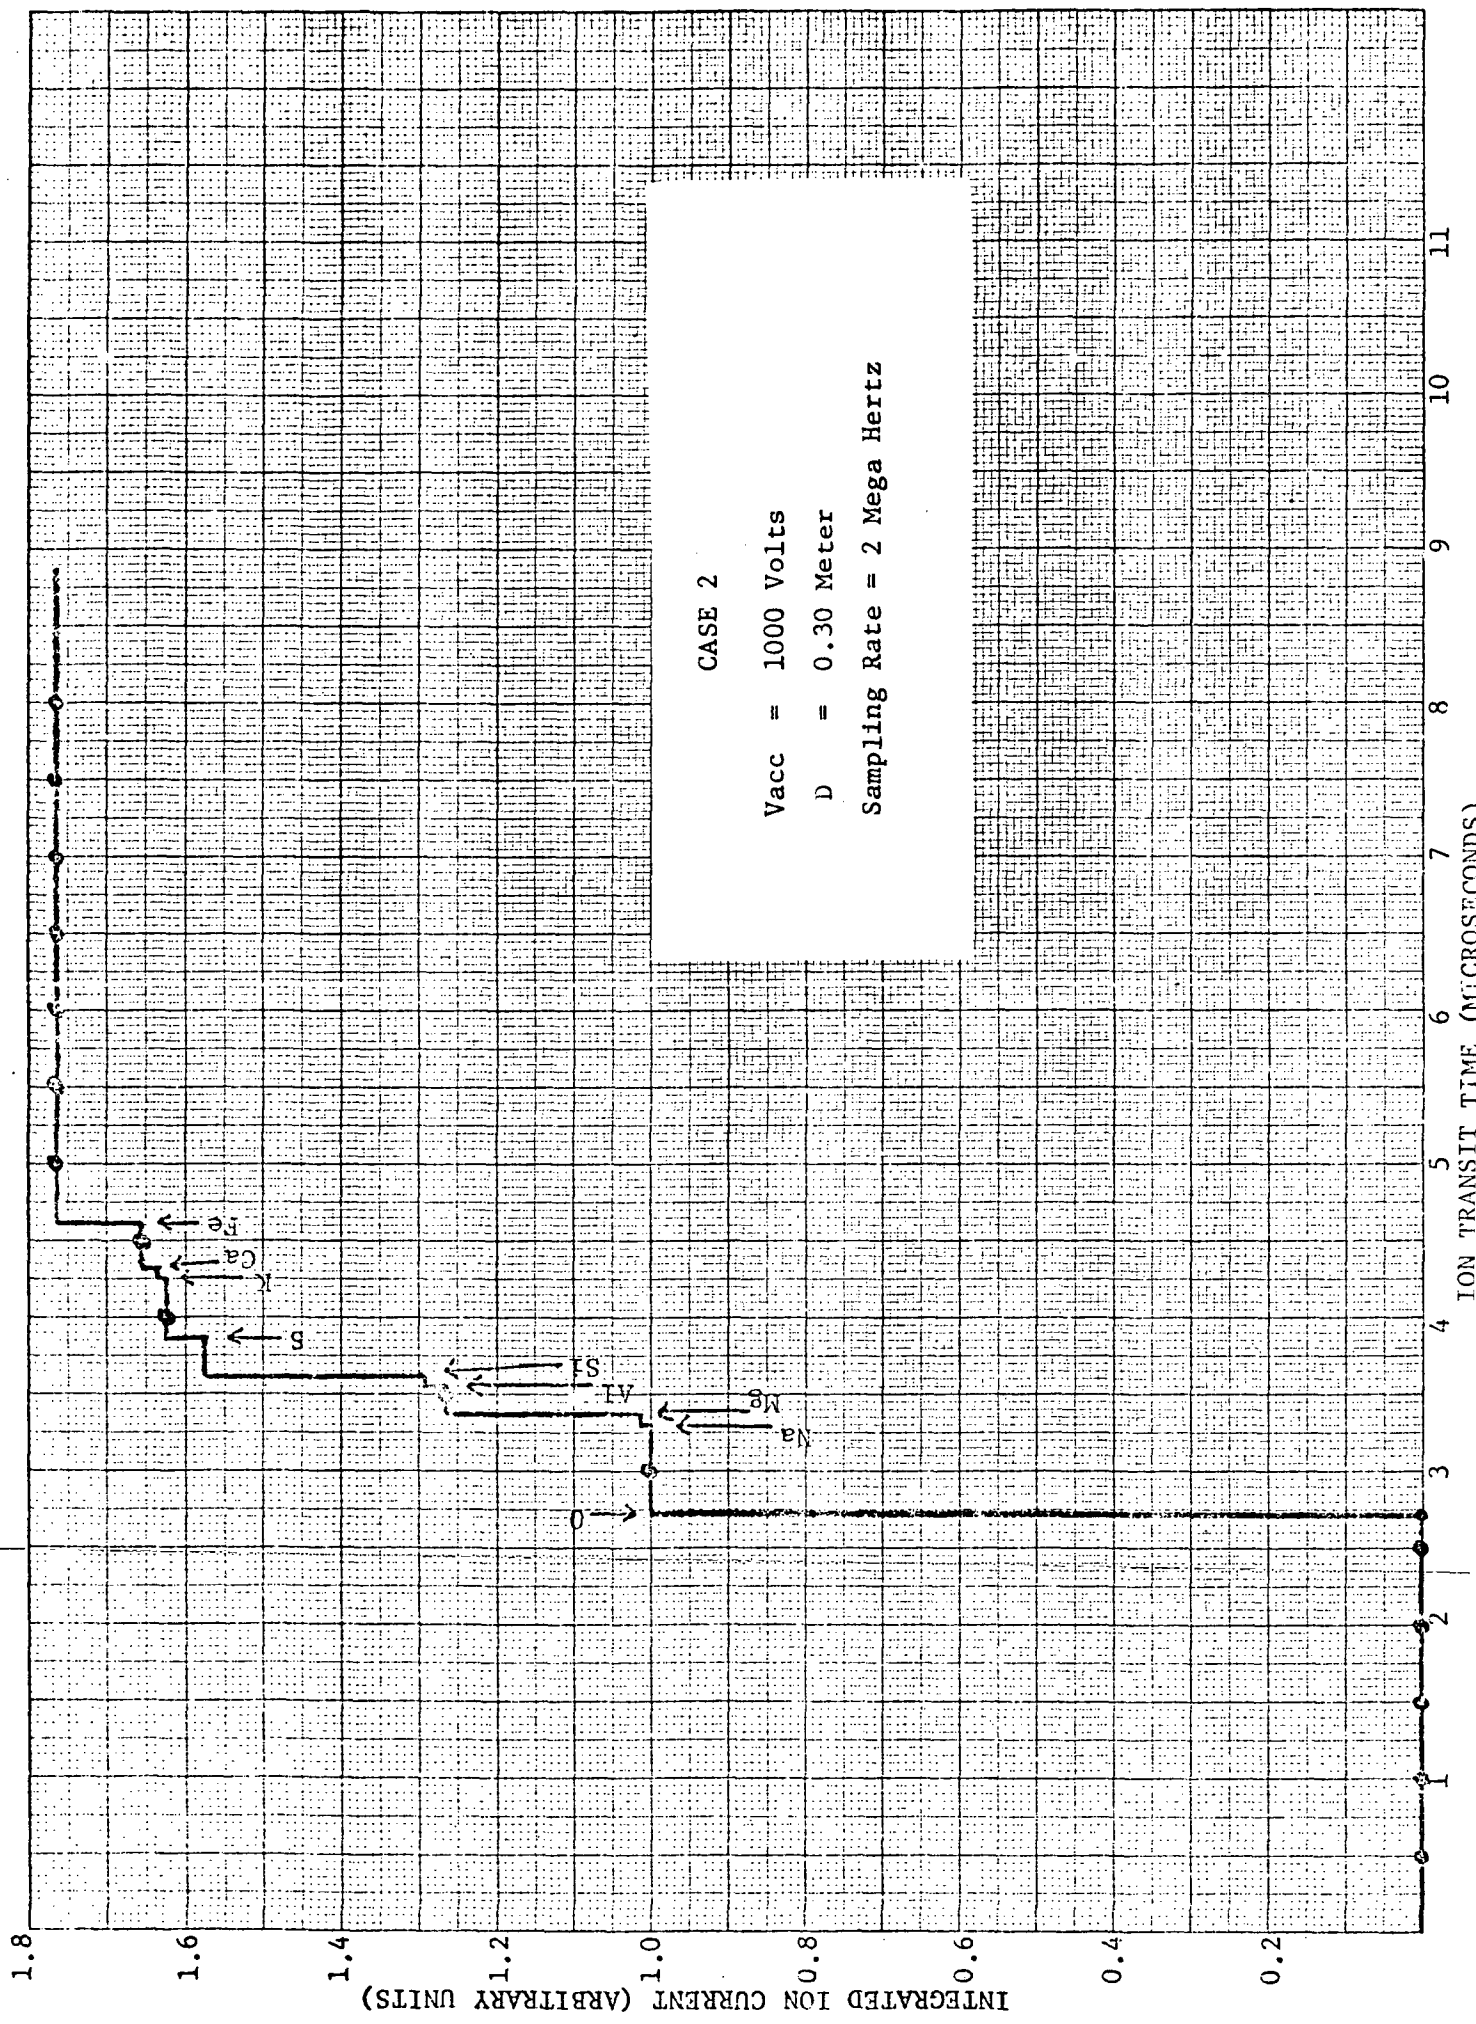 INTEGRATED ION CURRENT (ARBITRARY UNITS)
1.8
1.6
1.4
1.2
1.0
0.8
0.6
0.4
0.2
O
Na
Mg
Al
Si
S
K
Ca
Fe
CASE 2
Vacc = 1000 Volts
D = 0.30 Meter
Sampling Rate = 2 Mega Hertz
1
2
3
4
5
6
7
8
9
10
11
ION TRANSIT TIME (MICROSECONDS)